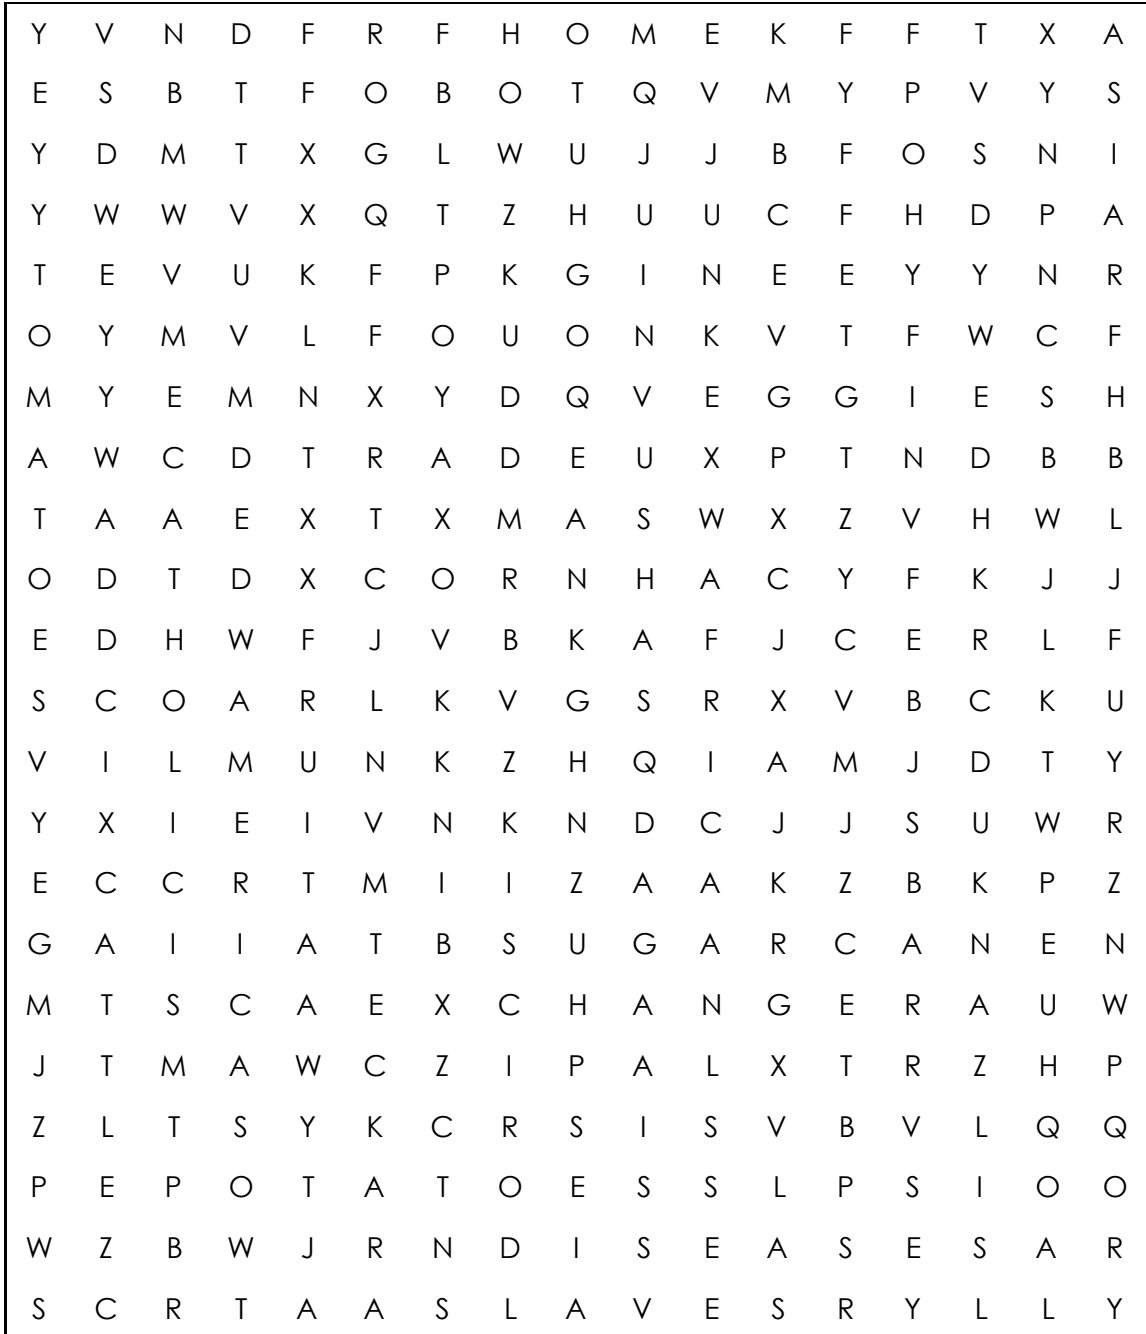 Y V N D F R F H O M E K F F T X A
E S B T F O B O T Q V M Y P V Y S
Y D M T X G L W U J J B F O S N I
Y W W V X Q T Z H U U C F H D P A
T E V U K F P K G I N E E Y Y N R
O Y M V L F O U O N K V T F W C F
M Y E M N X Y D Q V E G G I E S H
A W C D T R A D E U X P T N D B B
T A A E X T X M A S W X Z V H W L
O D T D X C O R N H A C Y F K J J
E D H W F J V B K A F J C E R L F
S C O A R L K V G S R X V B C K U
V I L M U N K Z H Q I A M J D T Y
Y X I E I V N K N D C J J S U W R
E C C R T M I I Z A A K Z B K P Z
G A I I A T B S U G A R C A N E N
M T S C A E X C H A N G E R A U W
J T M A W C Z I P A L X T R Z H P
Z L T S Y K C R S I S V B V L Q Q
P E P O T A T O E S S L P S I O O
W Z B W J R N D I S E A S E S A R
S C R T A A S L A V E S R Y L L Y